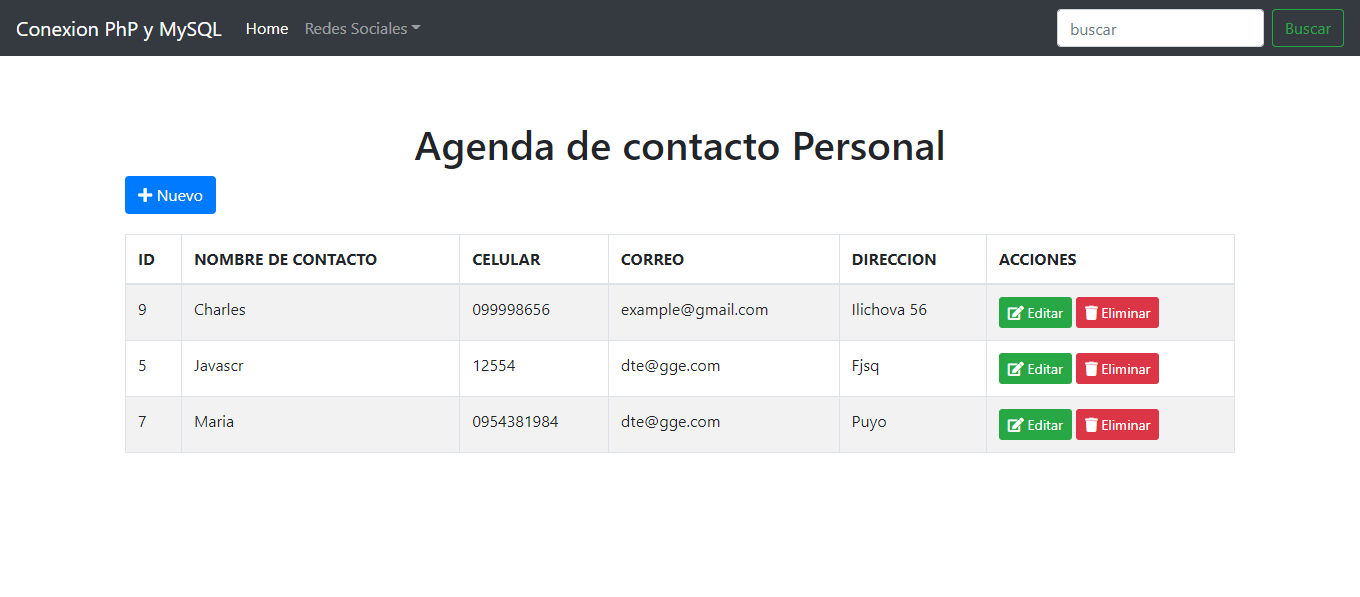 Conexion PhP y MySQL Home Redes Sociales buscar Buscar
Agenda de contacto Personal
Nuevo
ID NOMBRE DE CONTACTO CELULAR CORREO DIRECCION ACCIONES
9 Charles 099998656 example@gmail.com Ilichova 56 Editar Eliminar
5 Javascr 12554 dte@gge.com Fjsq Editar Eliminar
7 Maria 0954381984 dte@gge.com Puyo Editar Eliminar